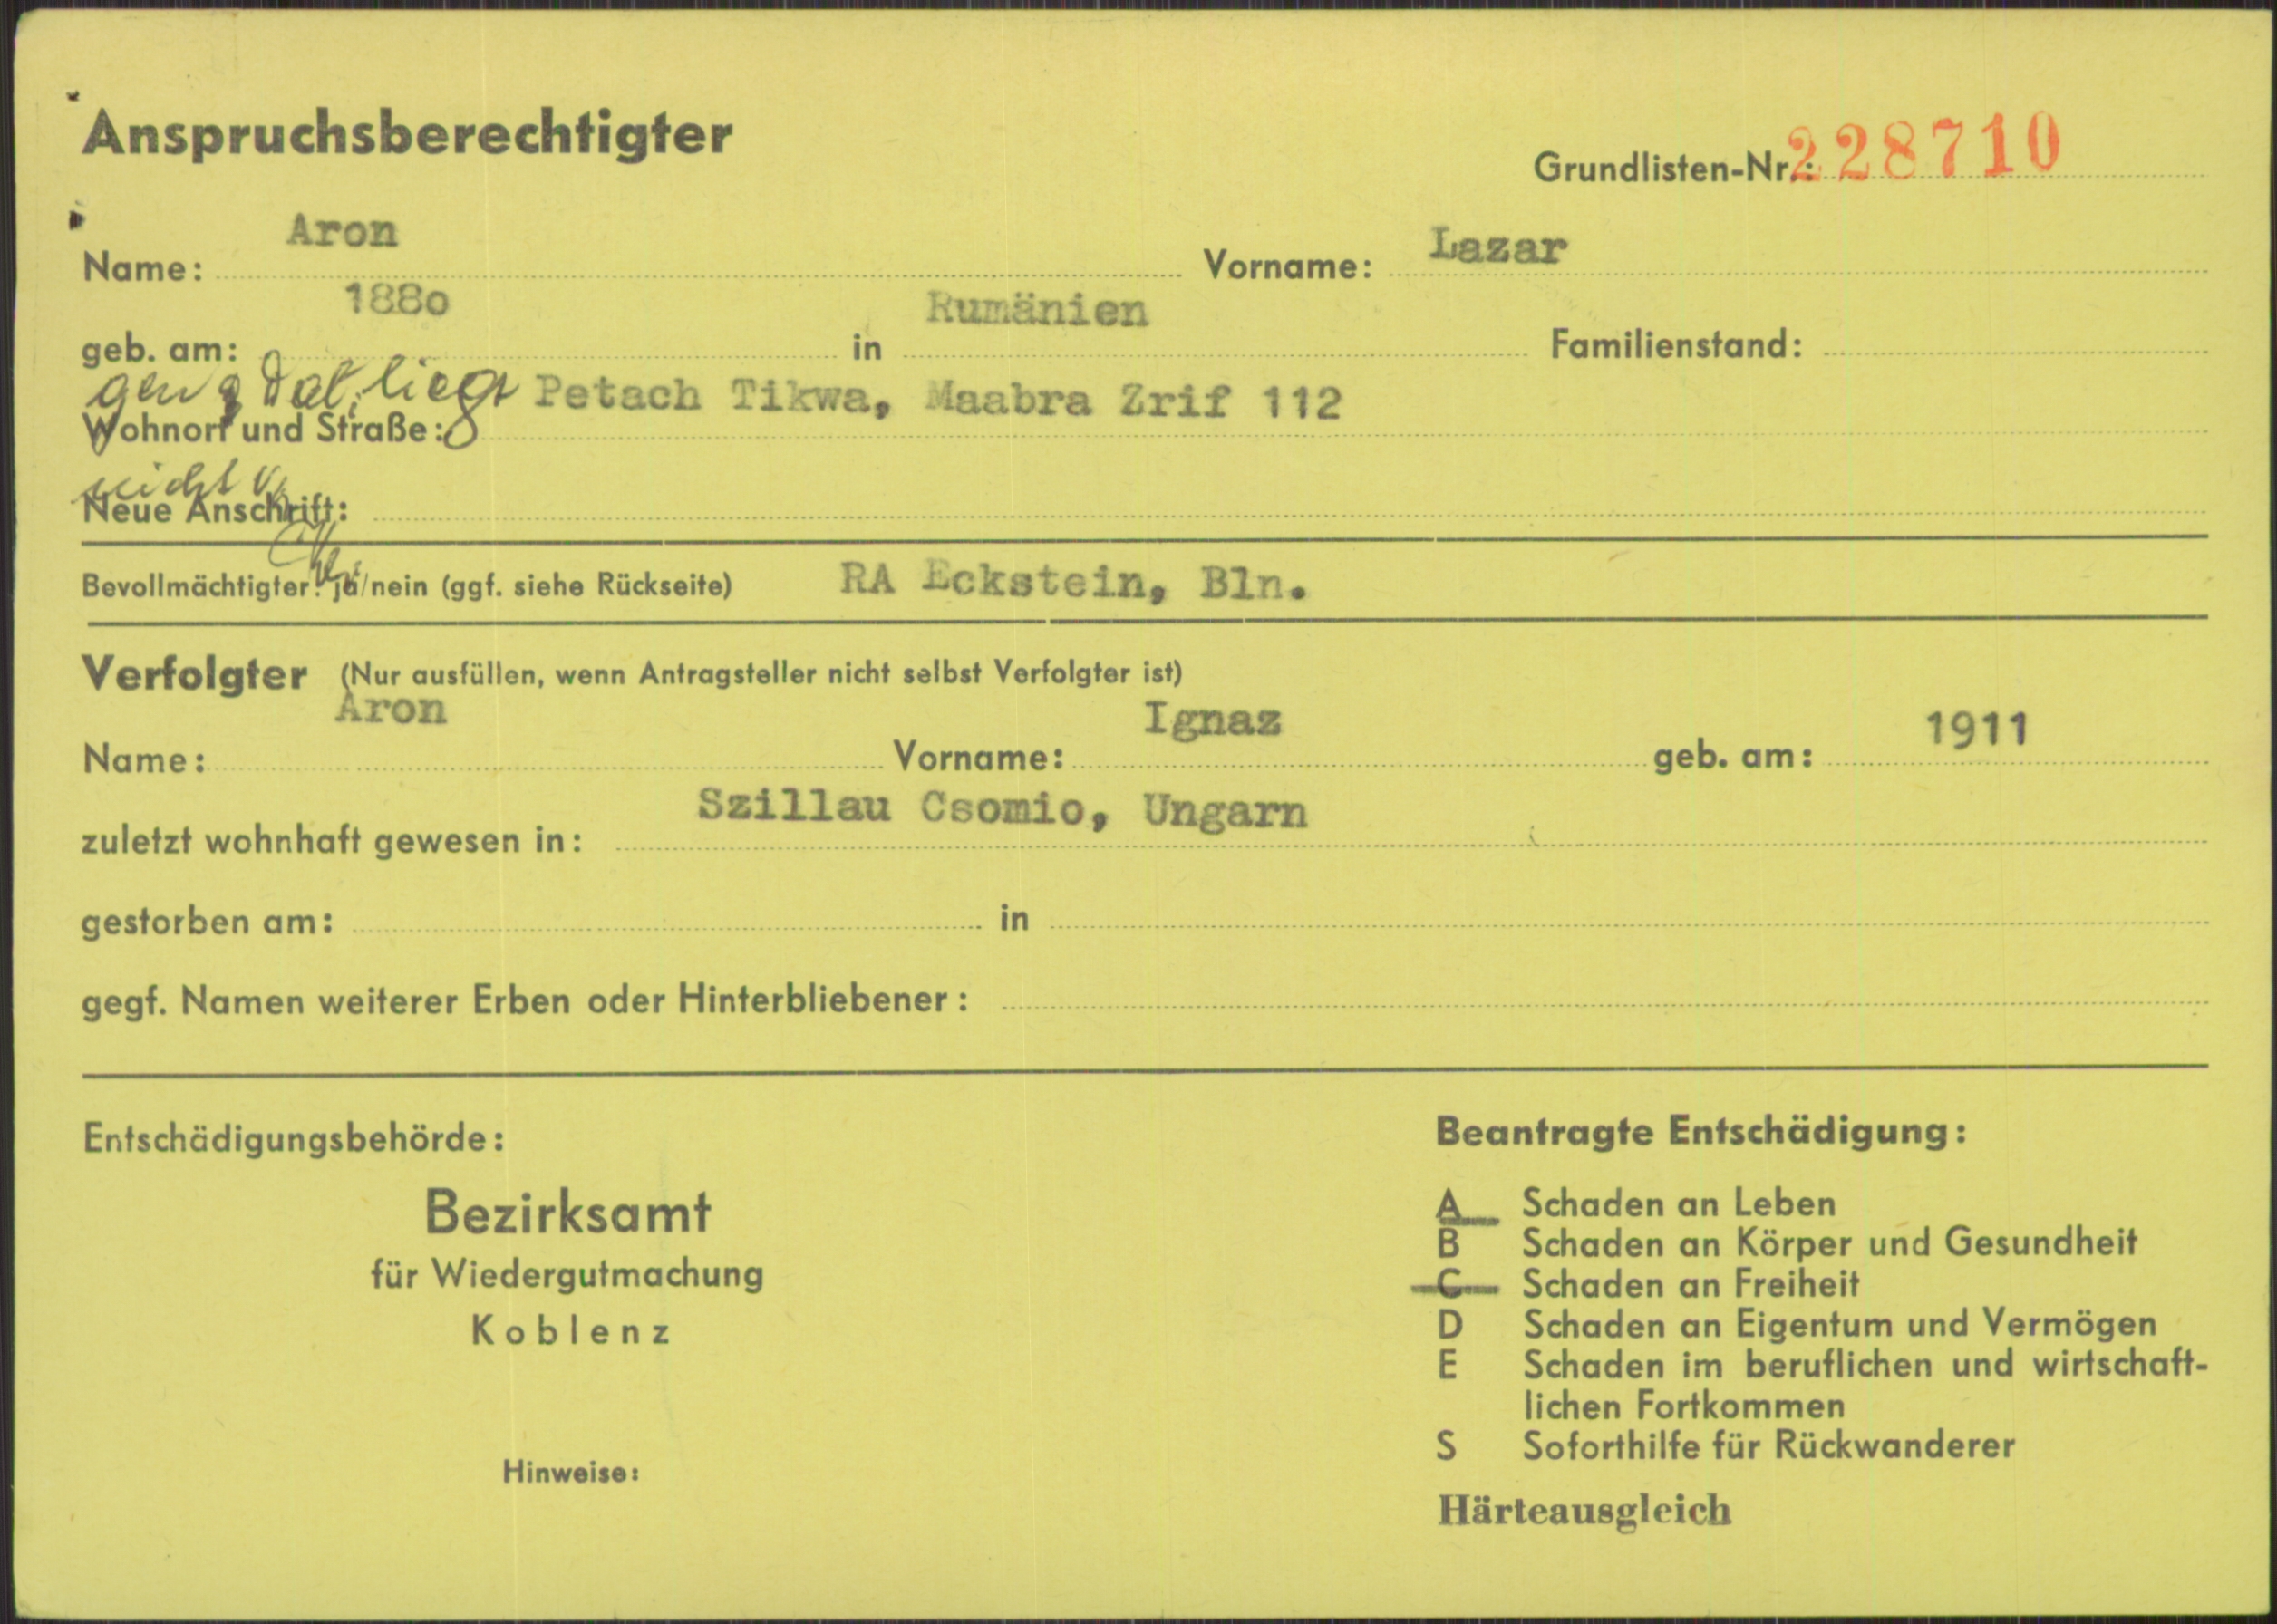 Anspruchsberechtigter
Grundlisten-Nr.: 228710
Name: Aron Vorname: Lazar
geb. am: 1880 in Rumänien Familienstand:
liegt
Wohnort und Straße: Petach Tikwa, Maabra Zrif 112
nicht
Neue Anschrift:
Bevollmächtigter: ja/nein (ggf. siehe Rückseite) RA Eckstein, Bln.
Verfolgter (Nur ausfüllen, wenn Antragsteller nicht selbst Verfolgter ist)
Name: Aron Vorname: Ignaz geb. am: 1911
zuletzt wohnhaft gewesen in: Szillau Csomio, Ungarn
gestorben am: in
gegf. Namen weiterer Erben oder Hinterbliebener:
Entschädigungsbehörde:
Bezirksamt
für Wiedergutmachung
Koblenz
Hinweise:
Beantragte Entschädigung:
A Schaden an Leben
B Schaden an Körper und Gesundheit
C Schaden an Freiheit
D Schaden an Eigentum und Vermögen
E Schaden im beruflichen und wirtschaft-
lichen Fortkommen
S Soforthilfe für Rückwanderer
Härteausgleich